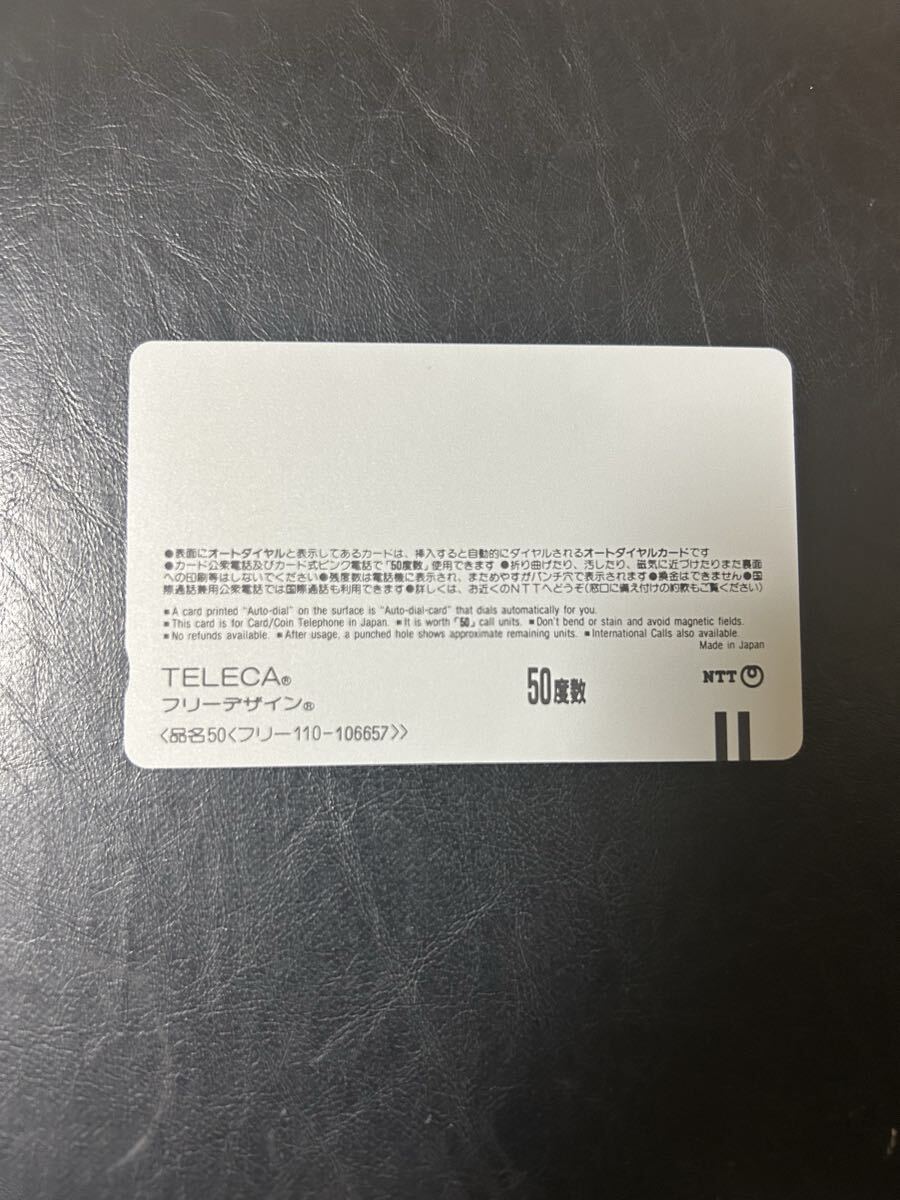 ●表面にオートダイヤルと表示してあるカードは、挿入すると自動的にダイヤルされるオートダイヤルカードです
●カード公衆電話及びカード式ピンク電話で「50度数」使用できます ●折り曲げたり、汚したり、磁気に近づけたりまた裏面
への印刷等はしないでください ●残度数は電話機に表示され、まためやすがパンチ穴で表示されます ●換金はできません ●国
際通話兼用公衆電話では国際通話も利用できます ●詳しくは、お近くのNTTへどうぞ(窓口に備え付けの約款もご覧ください)
■A card printed "Auto-dial" on the surface is "Auto-dial-card" that dials automatically for you.
■This card is for Card/Coin Telephone in Japan. ■It is worth「50」call units. ■Don't bend or stain and avoid magnetic fields.
■No refunds available. ■After usage, a punched hole shows approximate remaining units. ■International Calls also available.
Made in Japan
TELECA®
フリーデザイン®
50度数
NTT
〈品名50〈フリー110-106657〉〉